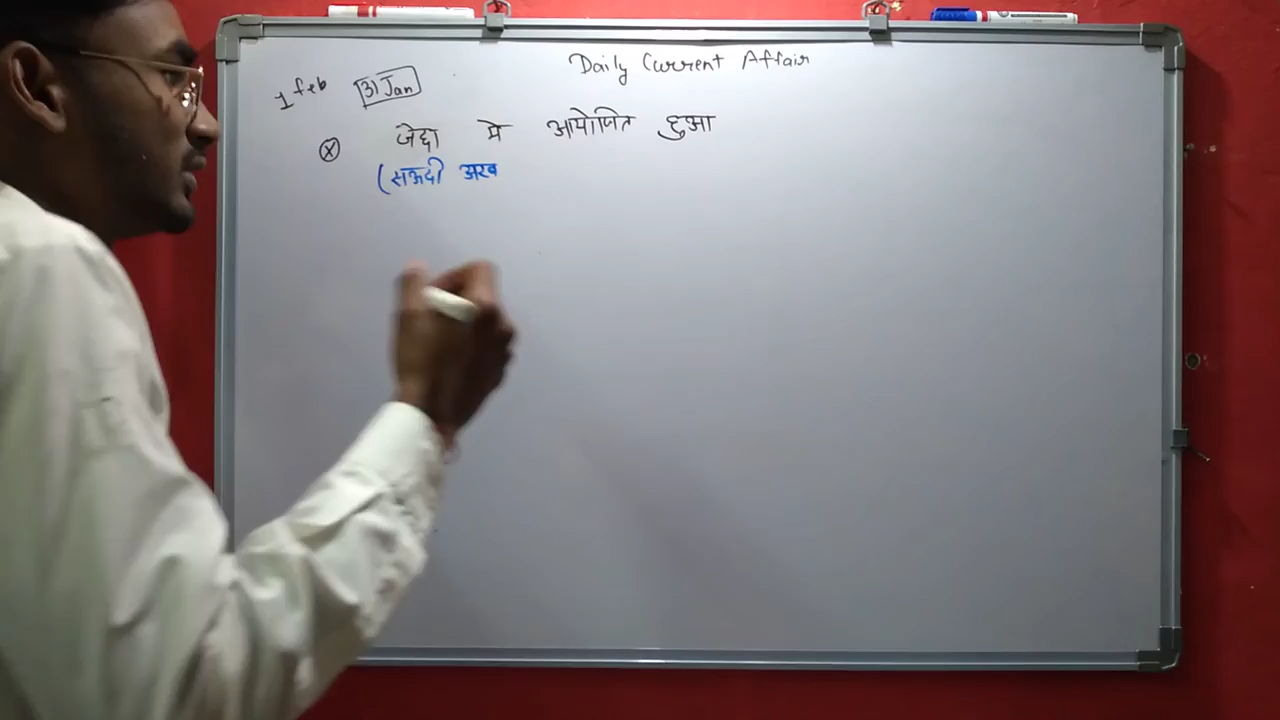 Daily Current Affair
1 feb 31 Jan
जेद्दा मे आयोजित हुआ
(सऊदी अरब